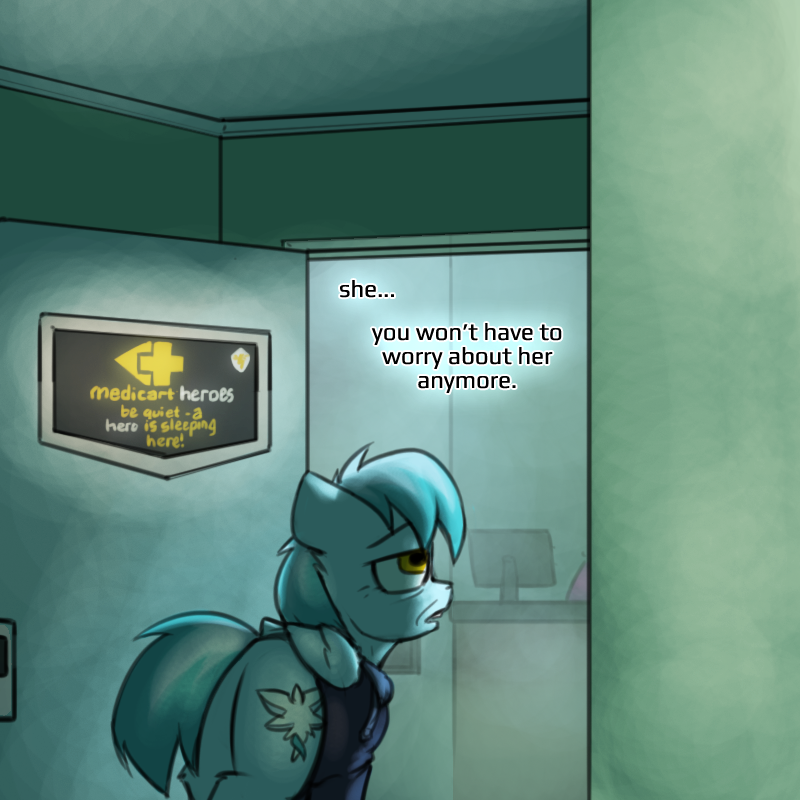 she...
you won't have to
worry about her
anymore.
medicart heroes
be quiet - a
hero is sleeping
here!